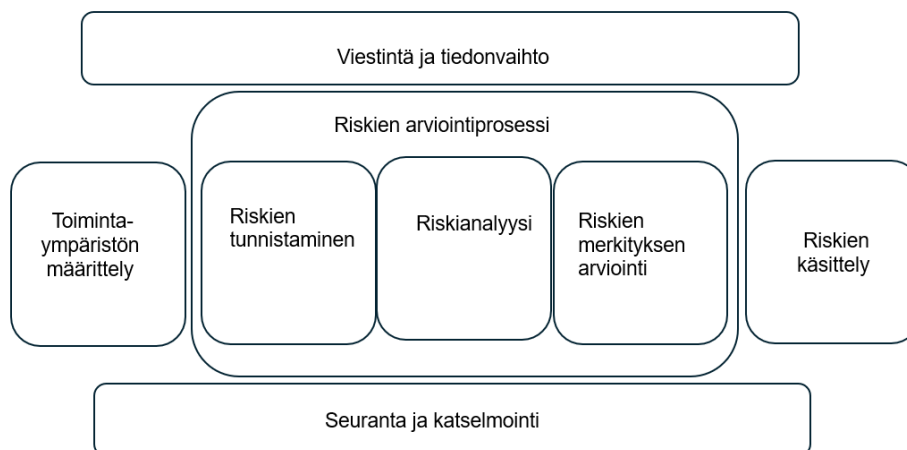 Viestintä ja tiedonvaihto
Riskien arviointiprosessi
Toiminta-
ympäristön
määrittely
Riskien
tunnistaminen
Riskianalyysi
Riskien
merkityksen
arviointi
Riskien
käsittely
Seuranta ja katselmointi